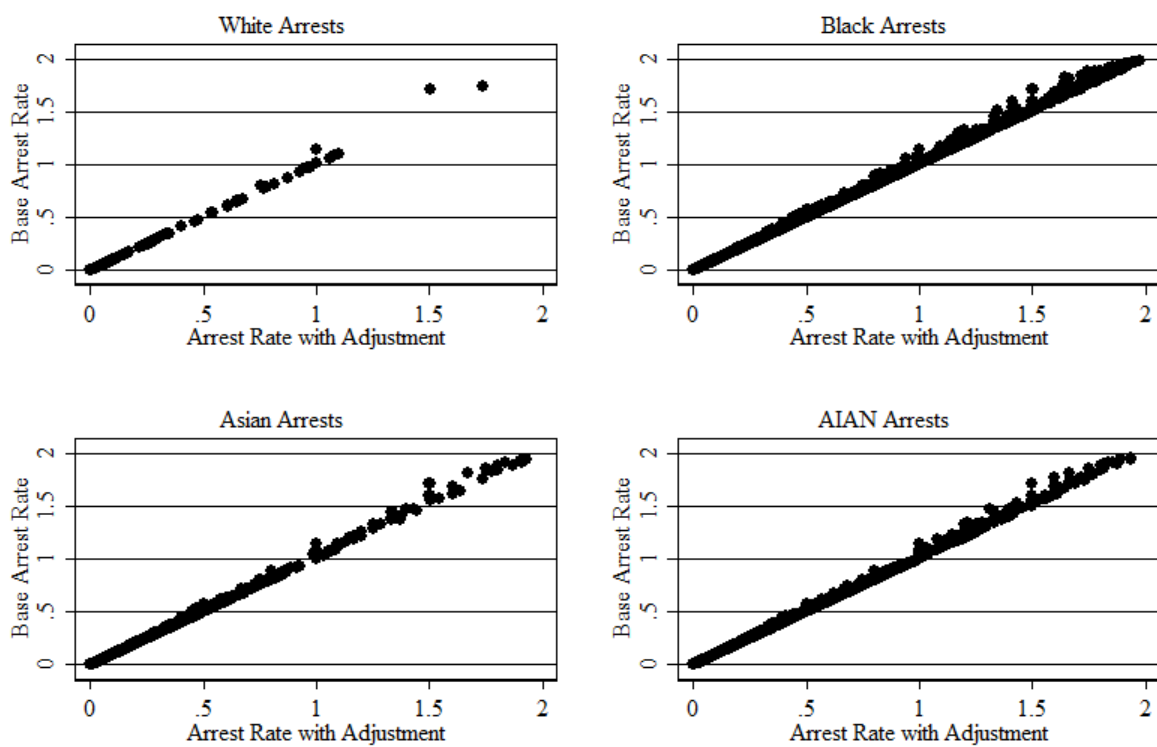 White Arrests
Base Arrest Rate
2
1.5
1
.5
0
0 .5 1 1.5 2
Arrest Rate with Adjustment
Black Arrests
Base Arrest Rate
2
1.5
1
.5
0
0 .5 1 1.5 2
Arrest Rate with Adjustment
Asian Arrests
Base Arrest Rate
2
1.5
1
.5
0
0 .5 1 1.5 2
Arrest Rate with Adjustment
AIAN Arrests
Base Arrest Rate
2
1.5
1
.5
0
0 .5 1 1.5 2
Arrest Rate with Adjustment